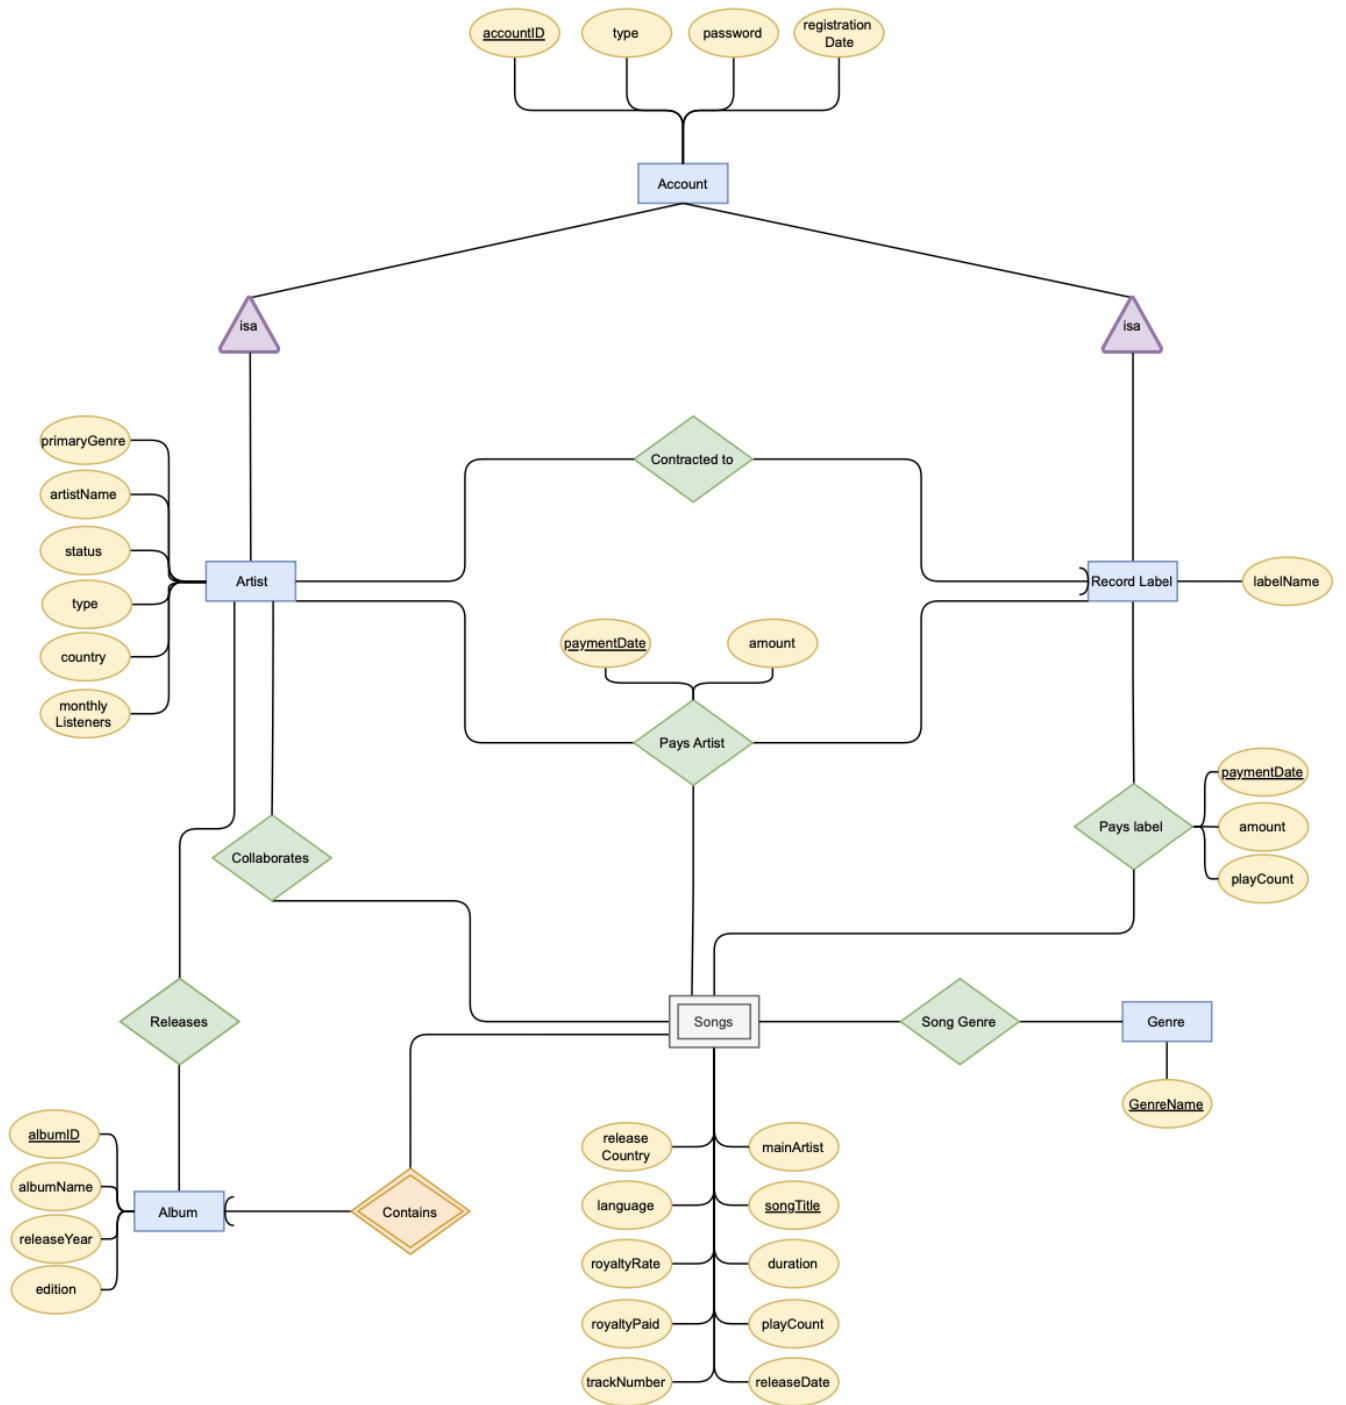 accountID
type
password
registration
Date
Account
isa
isa
primaryGenre
artistName
status
type
country
monthly
Listeners
Artist
Contracted to
Record Label
labelName
paymentDate
amount
Pays Artist
paymentDate
amount
playCount
Pays label
Collaborates
Releases
Songs
Song Genre
Genre
GenreName
albumID
albumName
releaseYear
edition
Album
Contains
release
Country
mainArtist
language
songTitle
royaltyRate
duration
royaltyPaid
playCount
trackNumber
releaseDate